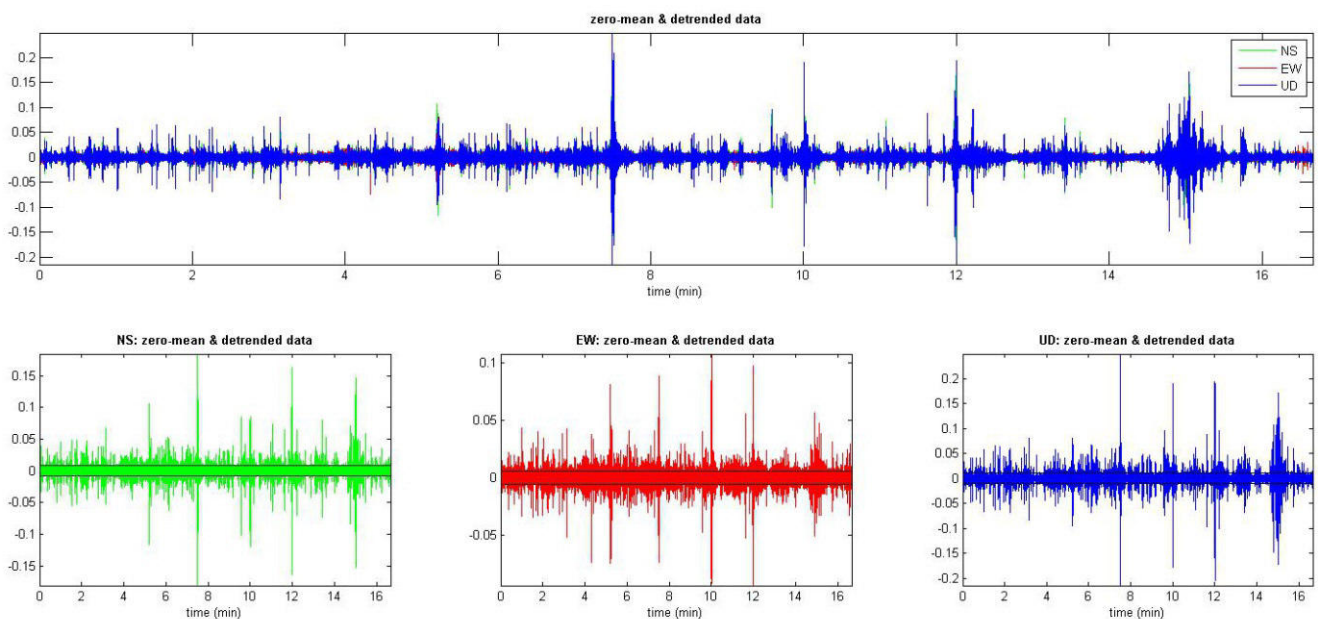 zero-mean & detrended data
NS
EW
UD
0.2
0.15
0.1
0.05
0
-0.05
-0.1
-0.15
-0.2
0 2 4 6 8 10 12 14 16
time (min)
NS: zero-mean & detrended data
0.15
0.1
0.05
0
-0.05
-0.1
-0.15
0 2 4 6 8 10 12 14 16
time (min)
EW: zero-mean & detrended data
0.1
0.05
0
-0.05
0 2 4 6 8 10 12 14 16
time (min)
UD: zero-mean & detrended data
0.2
0.15
0.1
0.05
0
-0.05
-0.1
-0.15
-0.2
0 2 4 6 8 10 12 14 16
time (min)